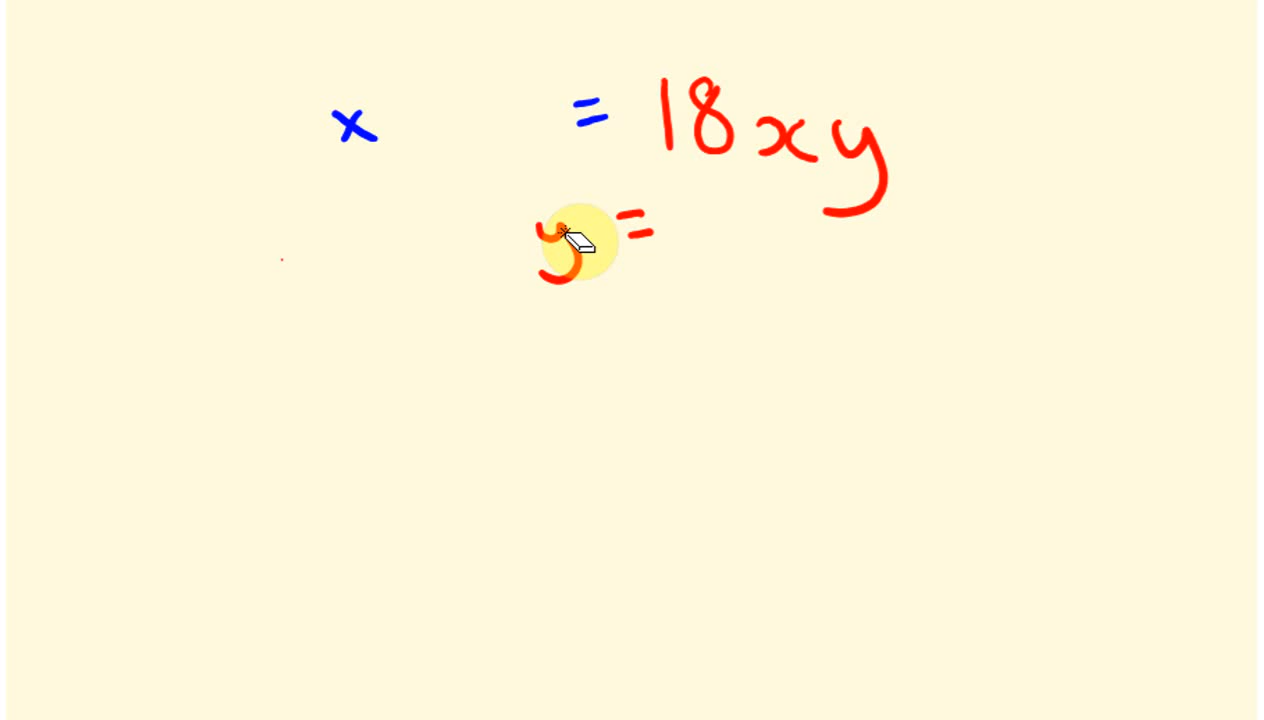 × = 18xy
y =